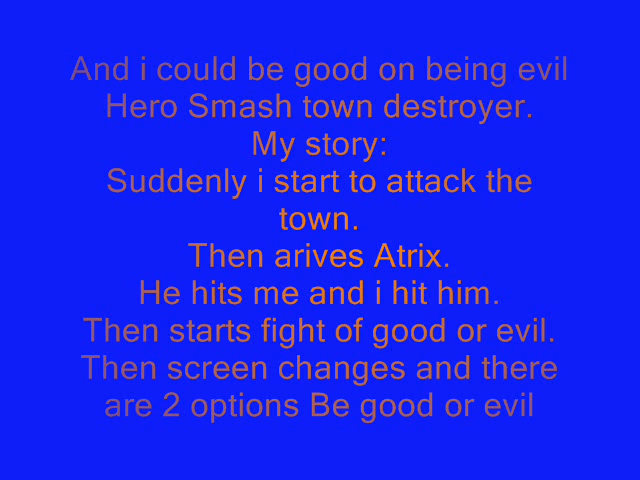 And i could be good on being evil
Hero Smash town destroyer.
My story:
Suddenly i start to attack the
town.
Then arives Atrix.
He hits me and i hit him.
Then starts fight of good or evil.
Then screen changes and there
are 2 options Be good or evil